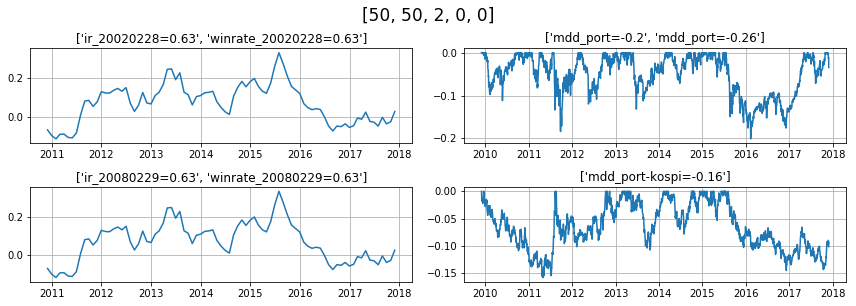 [50, 50, 2, 0, 0]
['ir_20020228=0.63', 'winrate_20020228=0.63']
0.2
0.0
2011 2012 2013 2014 2015 2016 2017 2018
['mdd_port=-0.2', 'mdd_port=-0.26']
0.0
−0.1
−0.2
2010 2011 2012 2013 2014 2015 2016 2017 2018
['ir_20080229=0.63', 'winrate_20080229=0.63']
0.2
0.0
2011 2012 2013 2014 2015 2016 2017 2018
['mdd_port-kospi=-0.16']
0.00
−0.05
−0.10
−0.15
2010 2011 2012 2013 2014 2015 2016 2017 2018